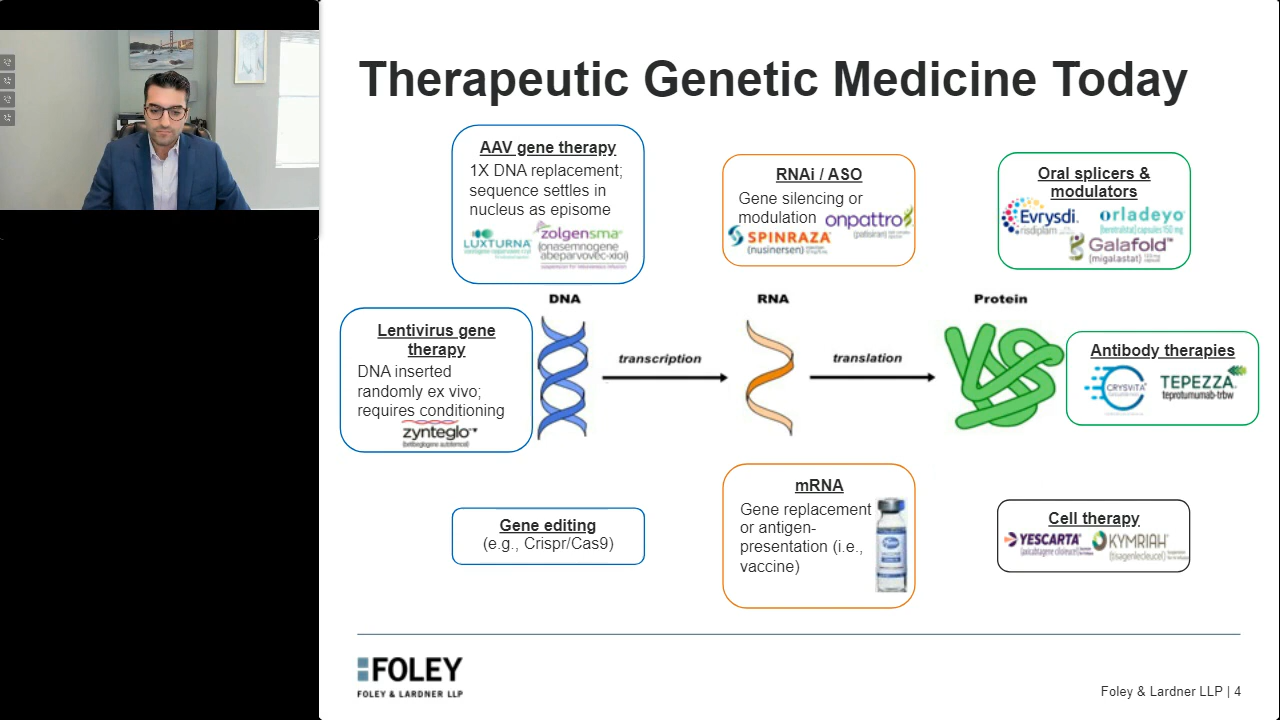 Therapeutic Genetic Medicine Today
AAV gene therapy
1X DNA replacement;
sequence settles in
nucleus as episome
LUXTURNA
zolgensma
(onasemnogene
abeparvovec-xioi)
RNAi / ASO
Gene silencing or
modulation
onpattro
(patisiran)
SPINRAZA
(nusinersen)
Oral splicers &
modulators
Evrysdi
risdiplam
orladeyo
(berotralstat) capsules 150 mg
Galafold™
(migalastat)
DNA
RNA
Protein
Lentivirus gene
therapy
DNA inserted
randomly ex vivo;
requires conditioning
zynteglo™
transcription
translation
Antibody therapies
CRYSVITA
TEPEZZA
teprotumumab-trbw
Gene editing
(e.g., Crispr/Cas9)
mRNA
Gene replacement
or antigen-
presentation (i.e.,
vaccine)
Cell therapy
YESCARTA
(axicabtagene ciloleucel)
KYMRIAH
(tisagenlecleucel)
FOLEY
FOLEY & LARDNER LLP
Foley & Lardner LLP | 4